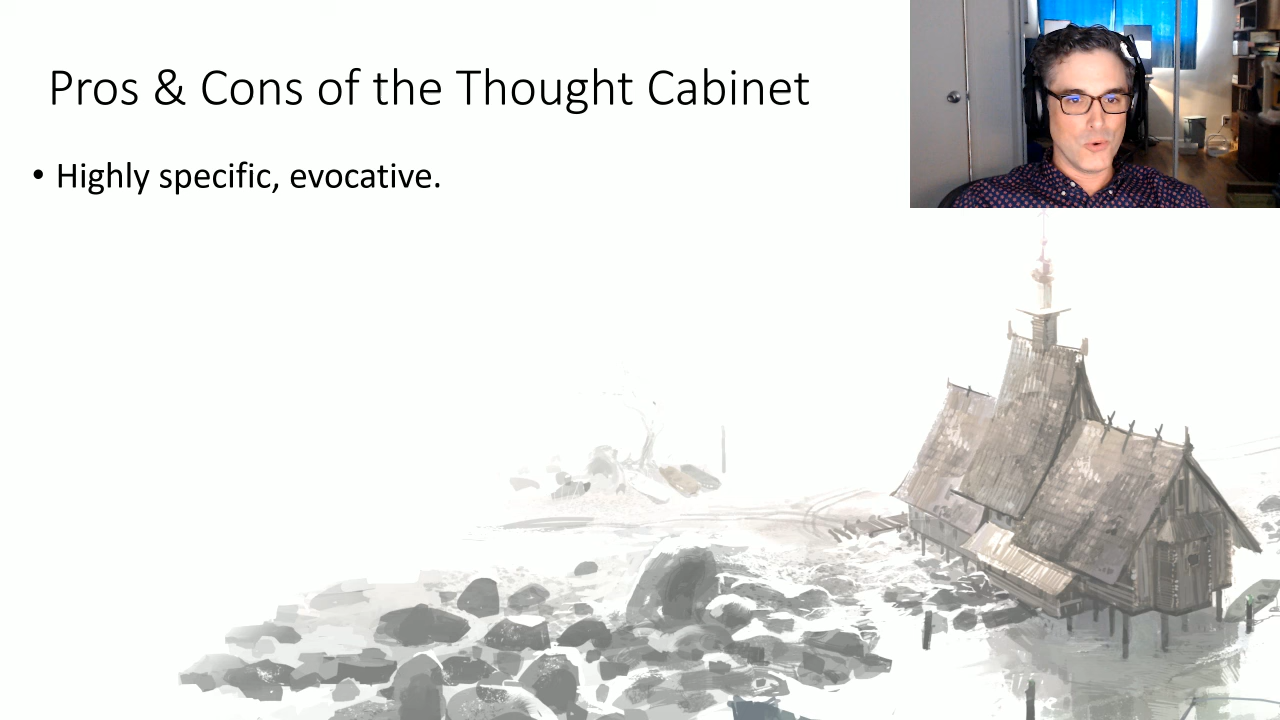 Pros & Cons of the Thought Cabinet
• Highly specific, evocative.